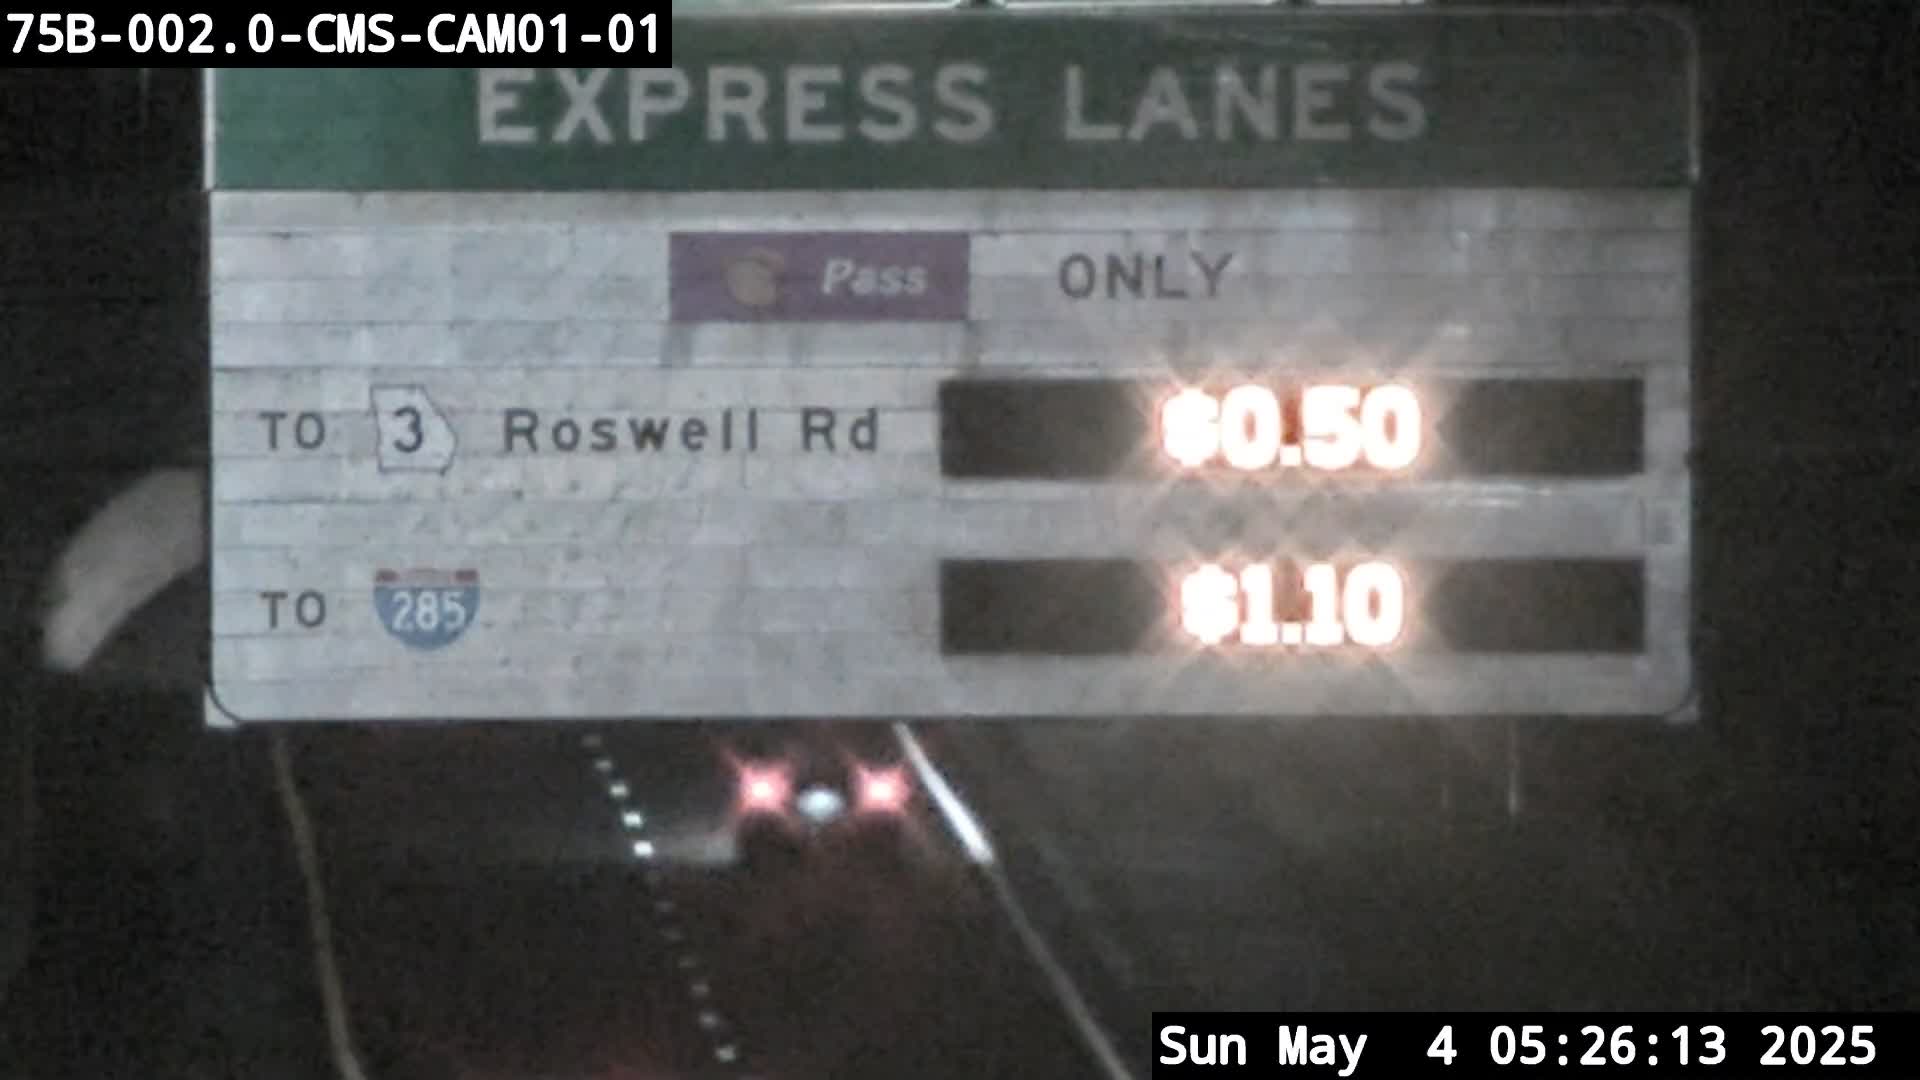 75B-002.0-CMS-CAM01-01
EXPRESS LANES
Pass ONLY
TO 3 Roswell Rd $0.50
TO 285 $1.10
Sun May 4 05:26:13 2025